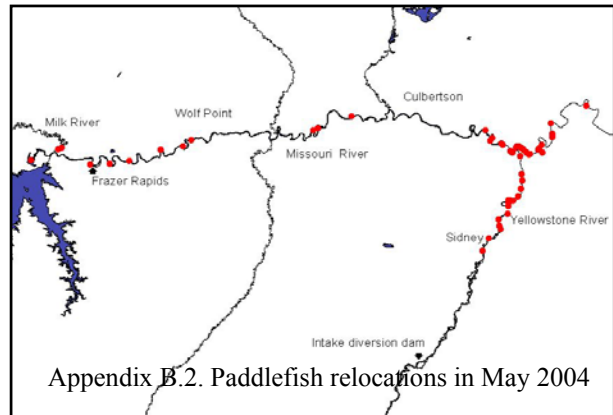 Culbertson
Wolf Point
Milk River
Missouri River
Frazer Rapids
Yellowstone River
Sidney
Intake diversion dam
Appendix B.2. Paddlefish relocations in May 2004